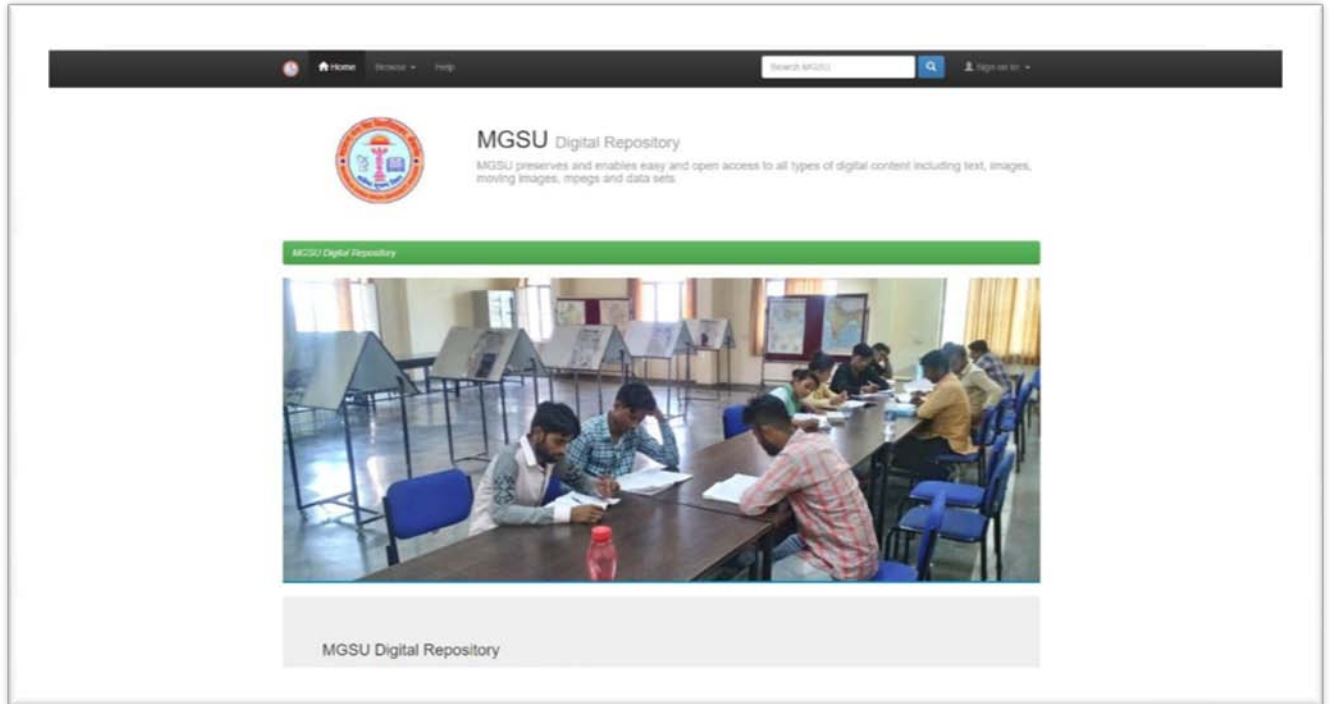 Home Browse Help Search MGSU Sign on to:
MGSU Digital Repository
MGSU preserves and enables easy and open access to all types of digital content including text, images,
moving images, mpegs and data sets.
MGSU Digital Repository
MGSU Digital Repository